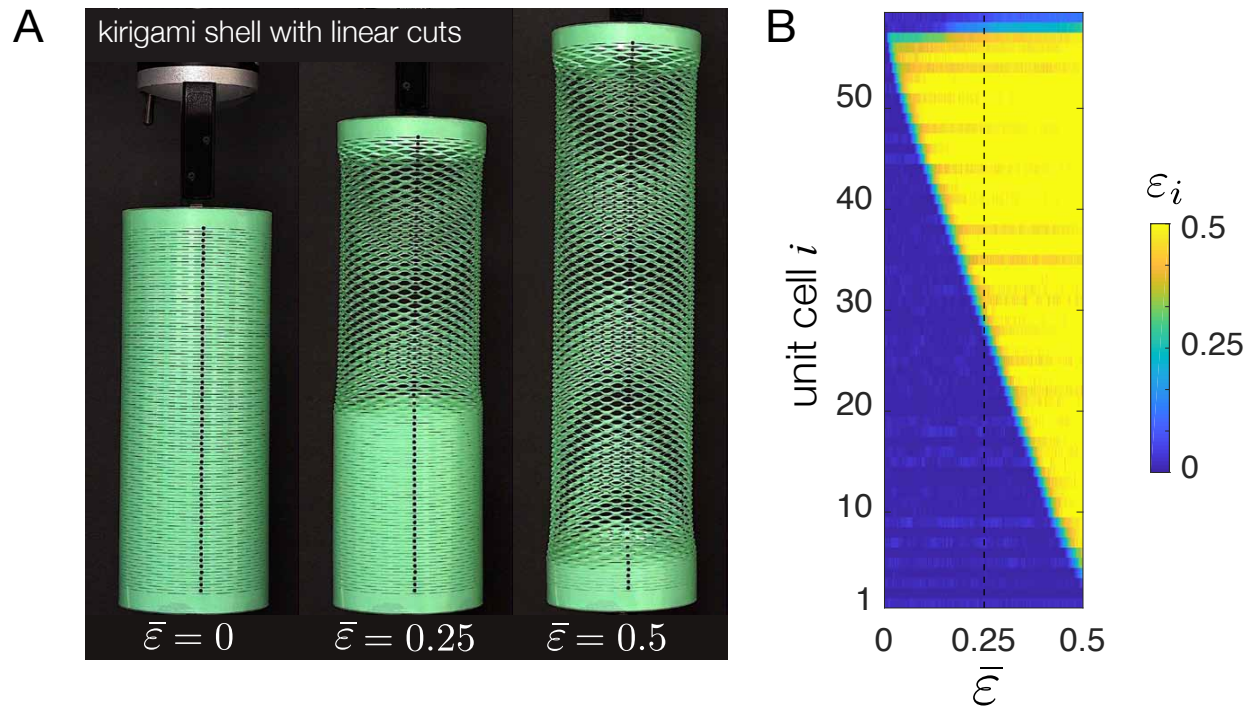 A
kirigami shell with linear cuts
ε̅ = 0
ε̅ = 0.25
ε̅ = 0.5
B
unit cell i
50
40
30
20
10
1
0
0.25
0.5
ε̅
εᵢ
0.5
0.25
0